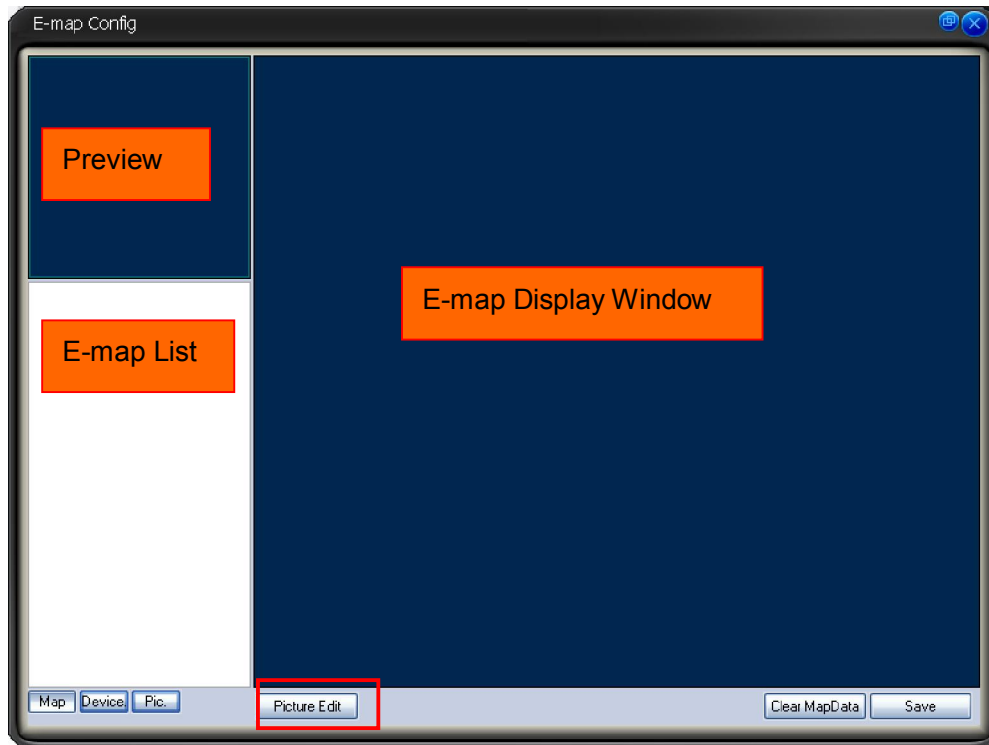 E-map Config
Preview
E-map Display Window
E-map List
Map Device Pic. Picture Edit Clear MapData Save